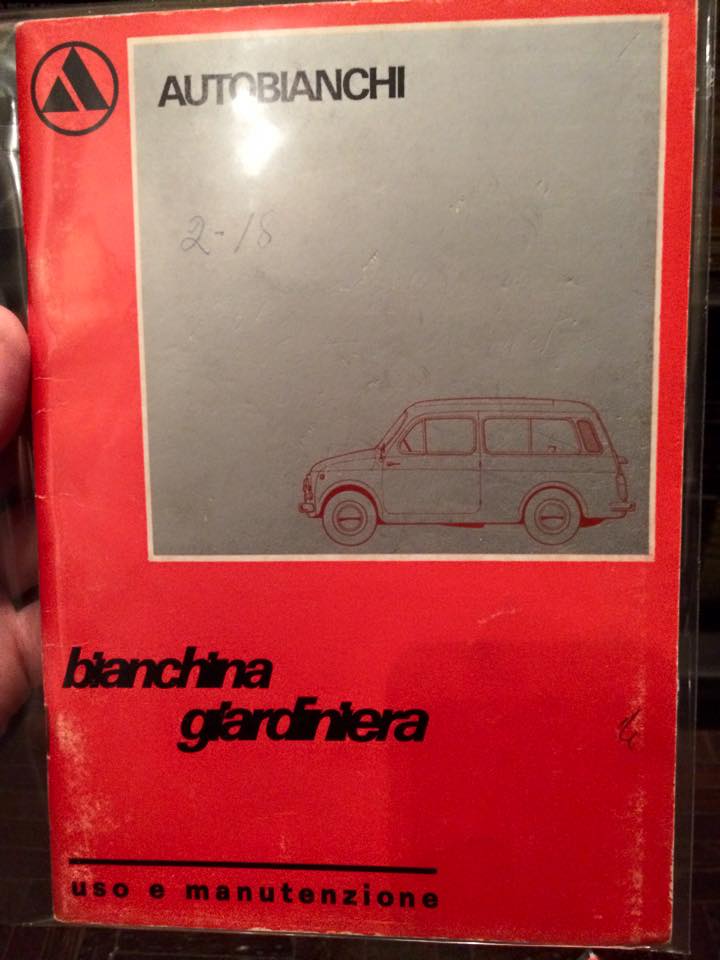 AUTOBIANCHI
2-18
bianchina
giardiniera
uso e manutenzione